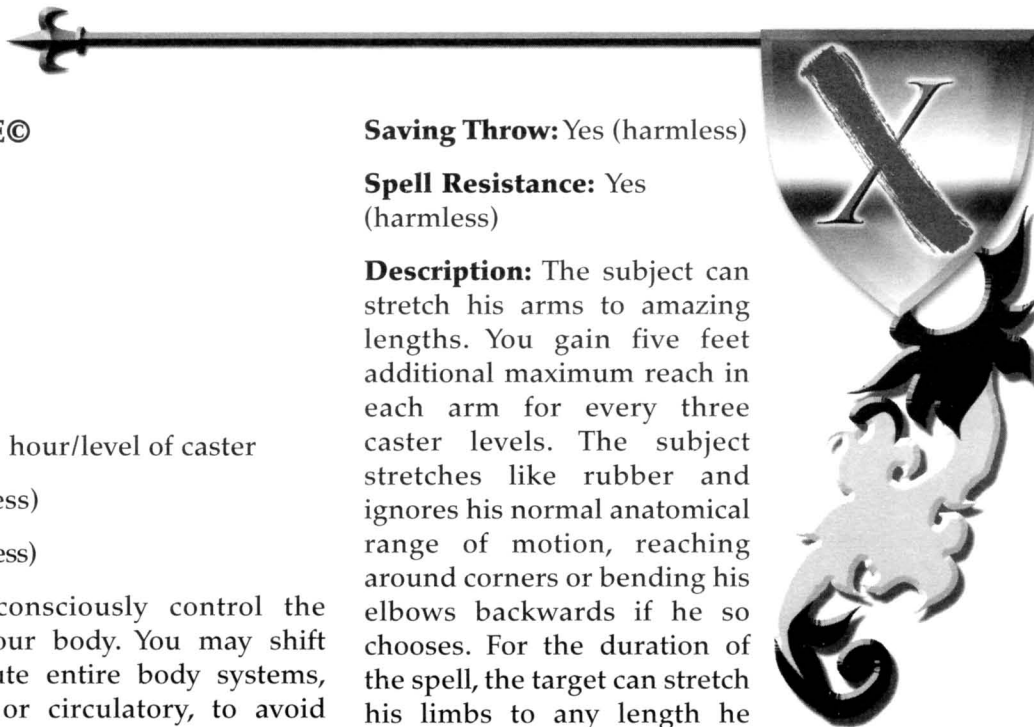 E©
hour/level of caster
ess)
ess)
consciously control the
our body. You may shift
ute entire body systems,
or circulatory, to avoid
Saving Throw: Yes (harmless)
Spell Resistance: Yes
(harmless)
Description: The subject can
stretch his arms to amazing
lengths. You gain five feet
additional maximum reach in
each arm for every three
caster levels. The subject
stretches like rubber and
ignores his normal anatomical
range of motion, reaching
around corners or bending his
elbows backwards if he so
chooses. For the duration of
the spell, the target can stretch
his limbs to any length he
X